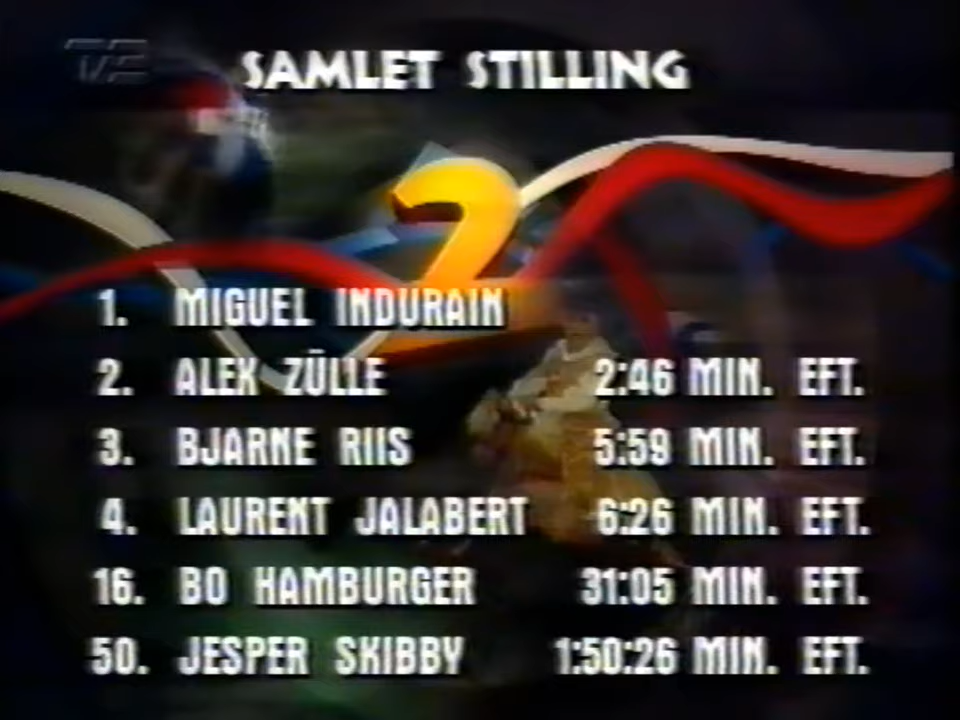 TV2
SAMLET STILLING
2
1. MIGUEL INDURAIN
2. ALEX ZÜLLE 2:46 MIN. EFT.
3. BJARNE RIIS 5:59 MIN. EFT.
4. LAURENT JALABERT 6:26 MIN. EFT.
16. BO HAMBURGER 31:05 MIN. EFT.
50. JESPER SKIBBY 1:50:26 MIN. EFT.